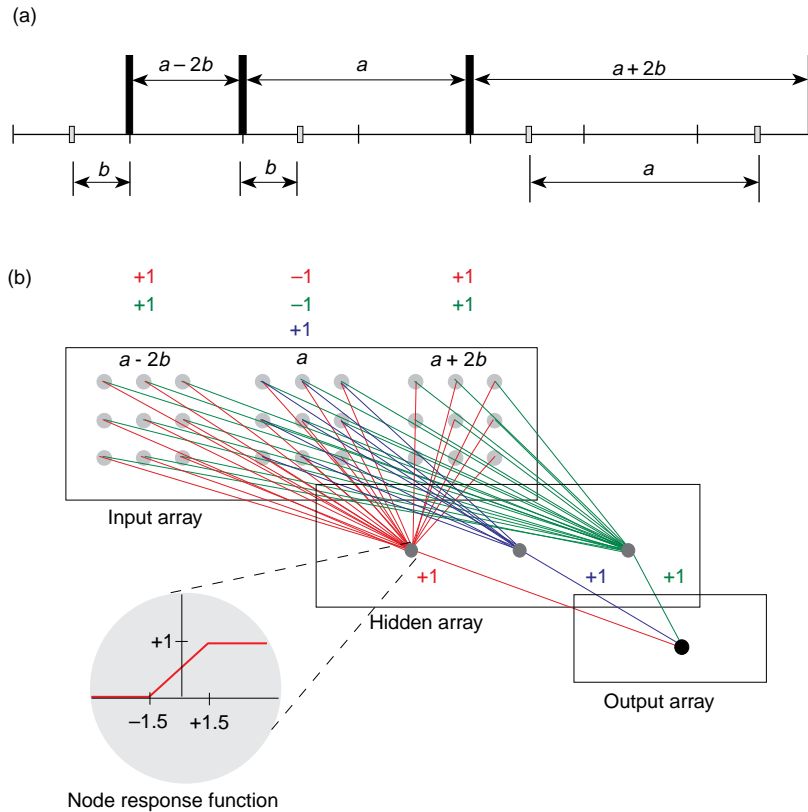 (a)
a – 2b
a
a + 2b
b
b
a
(b)
+1 –1 +1
+1 –1 +1
+1
a - 2b a a + 2b
Input array
+1 +1 +1
Hidden array
+1
–1.5 +1.5
Output array
Node response function